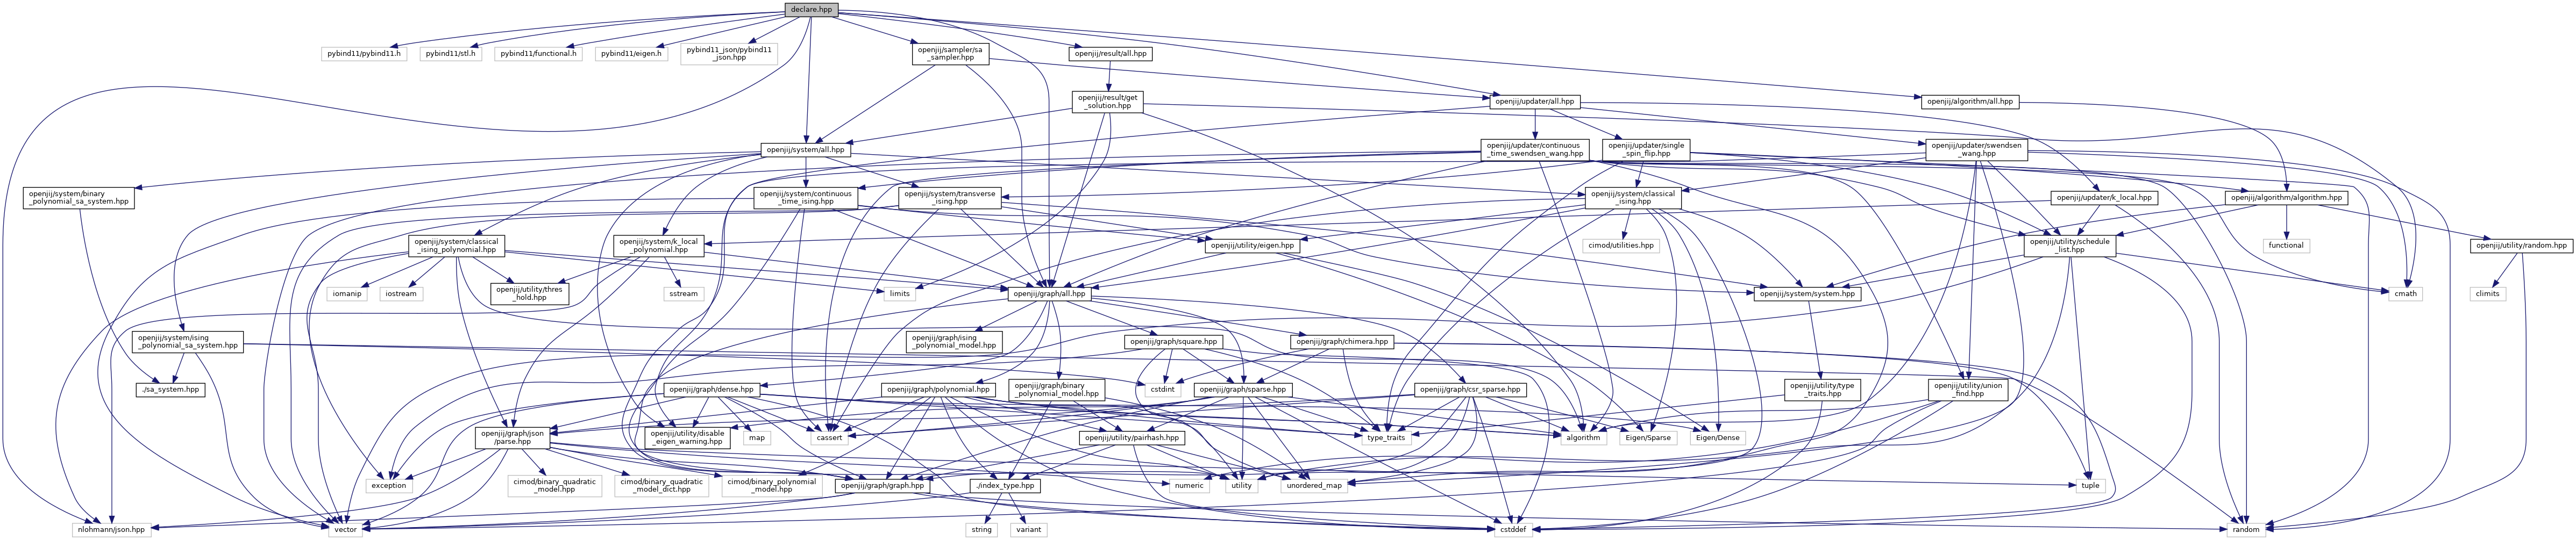 declare.hpp
pybind11/pybind11.h
pybind11/stl.h
pybind11/functional.h
pybind11/eigen.h
pybind11_json/pybind11
_json.hpp
openjij/sampler/sa
_sampler.hpp
openjij/result/all.hpp
openjij/result/get
_solution.hpp
openjij/updater/all.hpp
openjij/algorithm/all.hpp
openjij/system/all.hpp
openjij/updater/continuous
_time_swendsen_wang.hpp
openjij/updater/single
_spin_flip.hpp
openjij/updater/swendsen
_wang.hpp
openjij/system/binary
_polynomial_sa_system.hpp
openjij/system/continuous
_time_ising.hpp
openjij/system/transverse
_ising.hpp
openjij/system/classical
_ising.hpp
openjij/updater/k_local.hpp
openjij/algorithm/algorithm.hpp
openjij/system/classical
_ising_polynomial.hpp
openjij/system/k_local
_polynomial.hpp
openjij/utility/eigen.hpp
cimod/utilities.hpp
openjij/utility/schedule
_list.hpp
functional
openjij/utility/random.hpp
iomanip
iostream
openjij/utility/thres
_hold.hpp
sstream
limits
openjij/graph/all.hpp
openjij/system/system.hpp
cmath
climits
openjij/system/ising
_polynomial_sa_system.hpp
openjij/graph/ising
_polynomial_model.hpp
openjij/graph/square.hpp
openjij/graph/chimera.hpp
./sa_system.hpp
openjij/graph/dense.hpp
openjij/graph/polynomial.hpp
openjij/graph/binary
_polynomial_model.hpp
cstdint
openjij/graph/sparse.hpp
openjij/graph/csr_sparse.hpp
openjij/utility/type
_traits.hpp
openjij/utility/union
_find.hpp
openjij/graph/json
/parse.hpp
openjij/utility/disable
_eigen_warning.hpp
map
cassert
openjij/utility/pairhash.hpp
type_traits
algorithm
Eigen/Sparse
Eigen/Dense
exception
cimod/binary_quadratic
_model.hpp
cimod/binary_quadratic
_model_dict.hpp
cimod/binary_polynomial
_model.hpp
openjij/graph/graph.hpp
./index_type.hpp
numeric
utility
unordered_map
tuple
nlohmann/json.hpp
vector
string
variant
cstddef
random